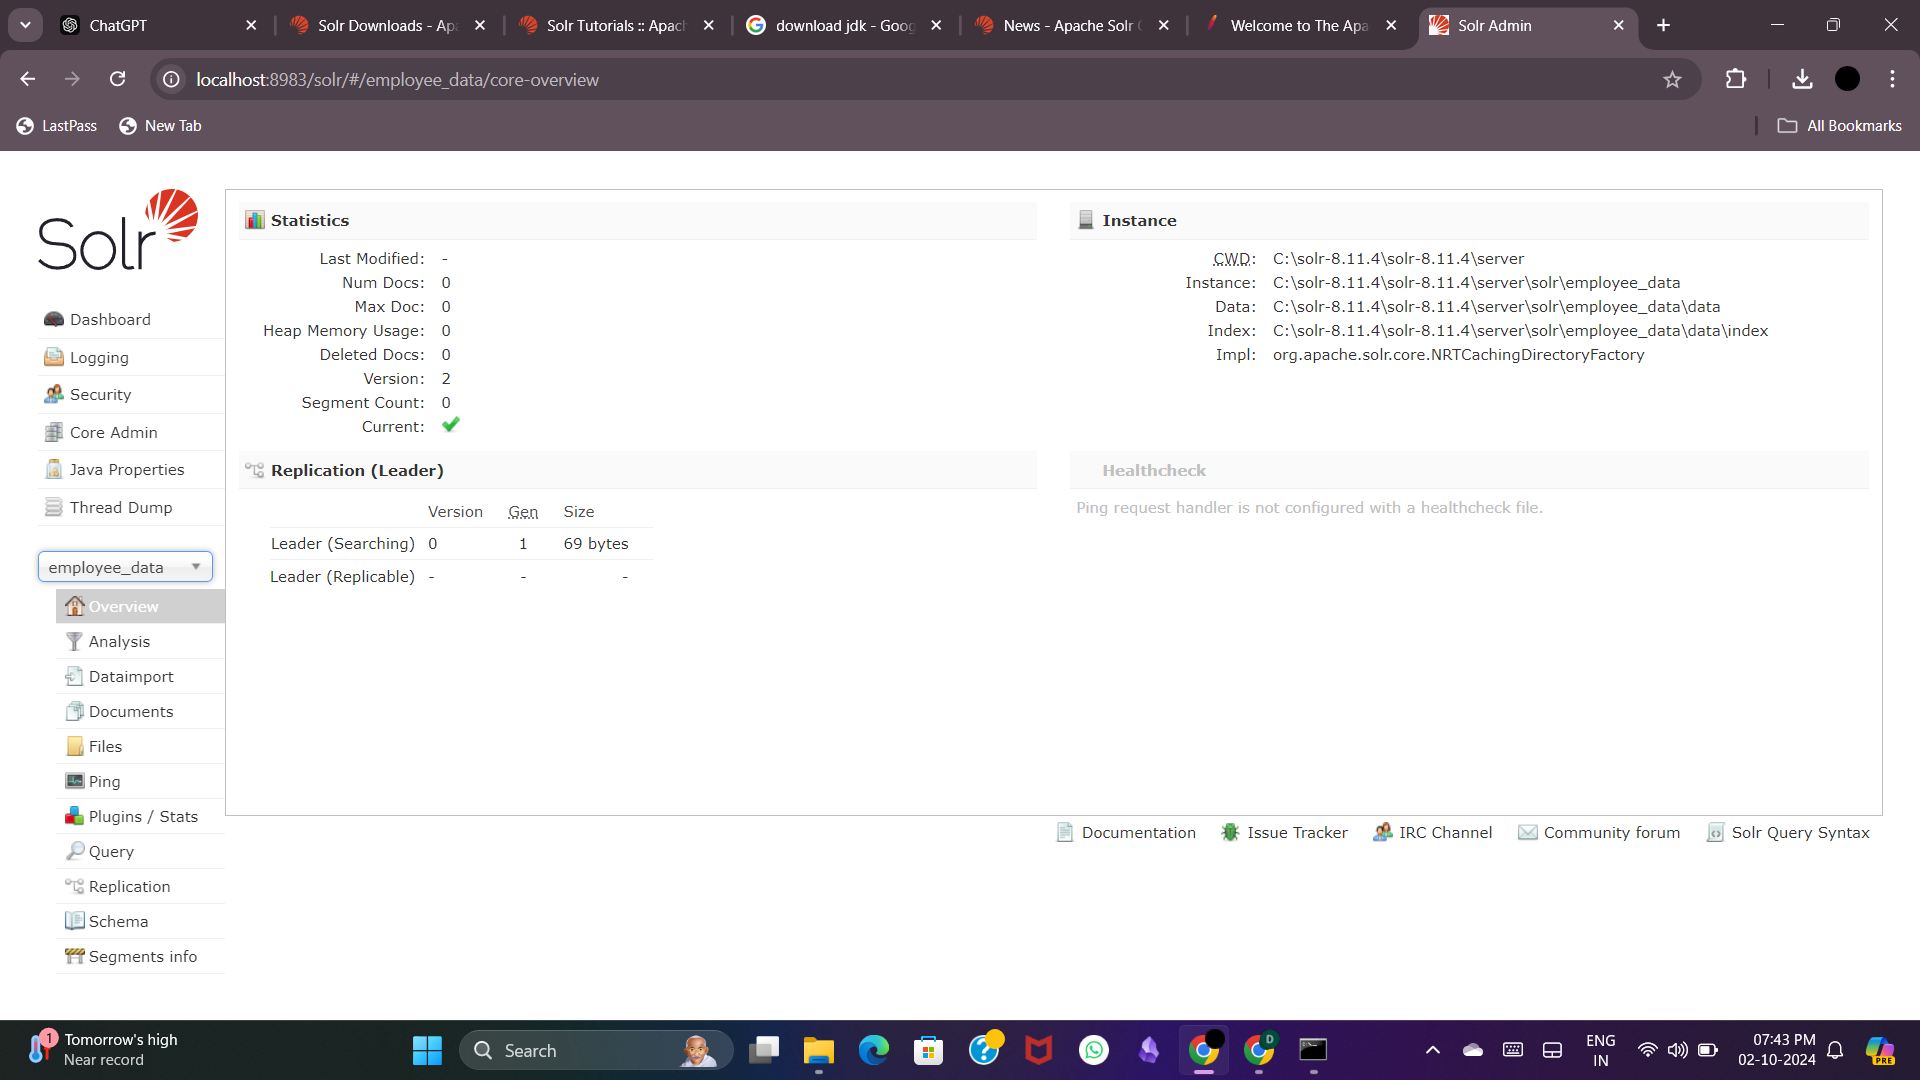 ChatGPT
Solr Downloads - Ap
Solr Tutorials :: Apach
download jdk - Goog
News - Apache Solr
Welcome to The Apa
Solr Admin
localhost:8983/solr/#/employee_data/core-overview
LastPass
New Tab
All Bookmarks
Solr
Dashboard
Logging
Security
Core Admin
Java Properties
Thread Dump
employee_data
Overview
Analysis
Dataimport
Documents
Files
Ping
Plugins / Stats
Query
Replication
Schema
Segments info
Statistics
Last Modified: -
Num Docs: 0
Max Doc: 0
Heap Memory Usage: 0
Deleted Docs: 0
Version: 2
Segment Count: 0
Current:
Instance
CWD: C:\solr-8.11.4\solr-8.11.4\server
Instance: C:\solr-8.11.4\solr-8.11.4\server\solr\employee_data
Data: C:\solr-8.11.4\solr-8.11.4\server\solr\employee_data\data
Index: C:\solr-8.11.4\solr-8.11.4\server\solr\employee_data\data\index
Impl: org.apache.solr.core.NRTCachingDirectoryFactory
Replication (Leader)
Version Gen Size
Leader (Searching) 0 1 69 bytes
Leader (Replicable) - - -
Healthcheck
Ping request handler is not configured with a healthcheck file.
Documentation
Issue Tracker
IRC Channel
Community forum
Solr Query Syntax
1
Tomorrow's high
Near record
Search
D
ENG
IN
07:43 PM
02-10-2024
PRE